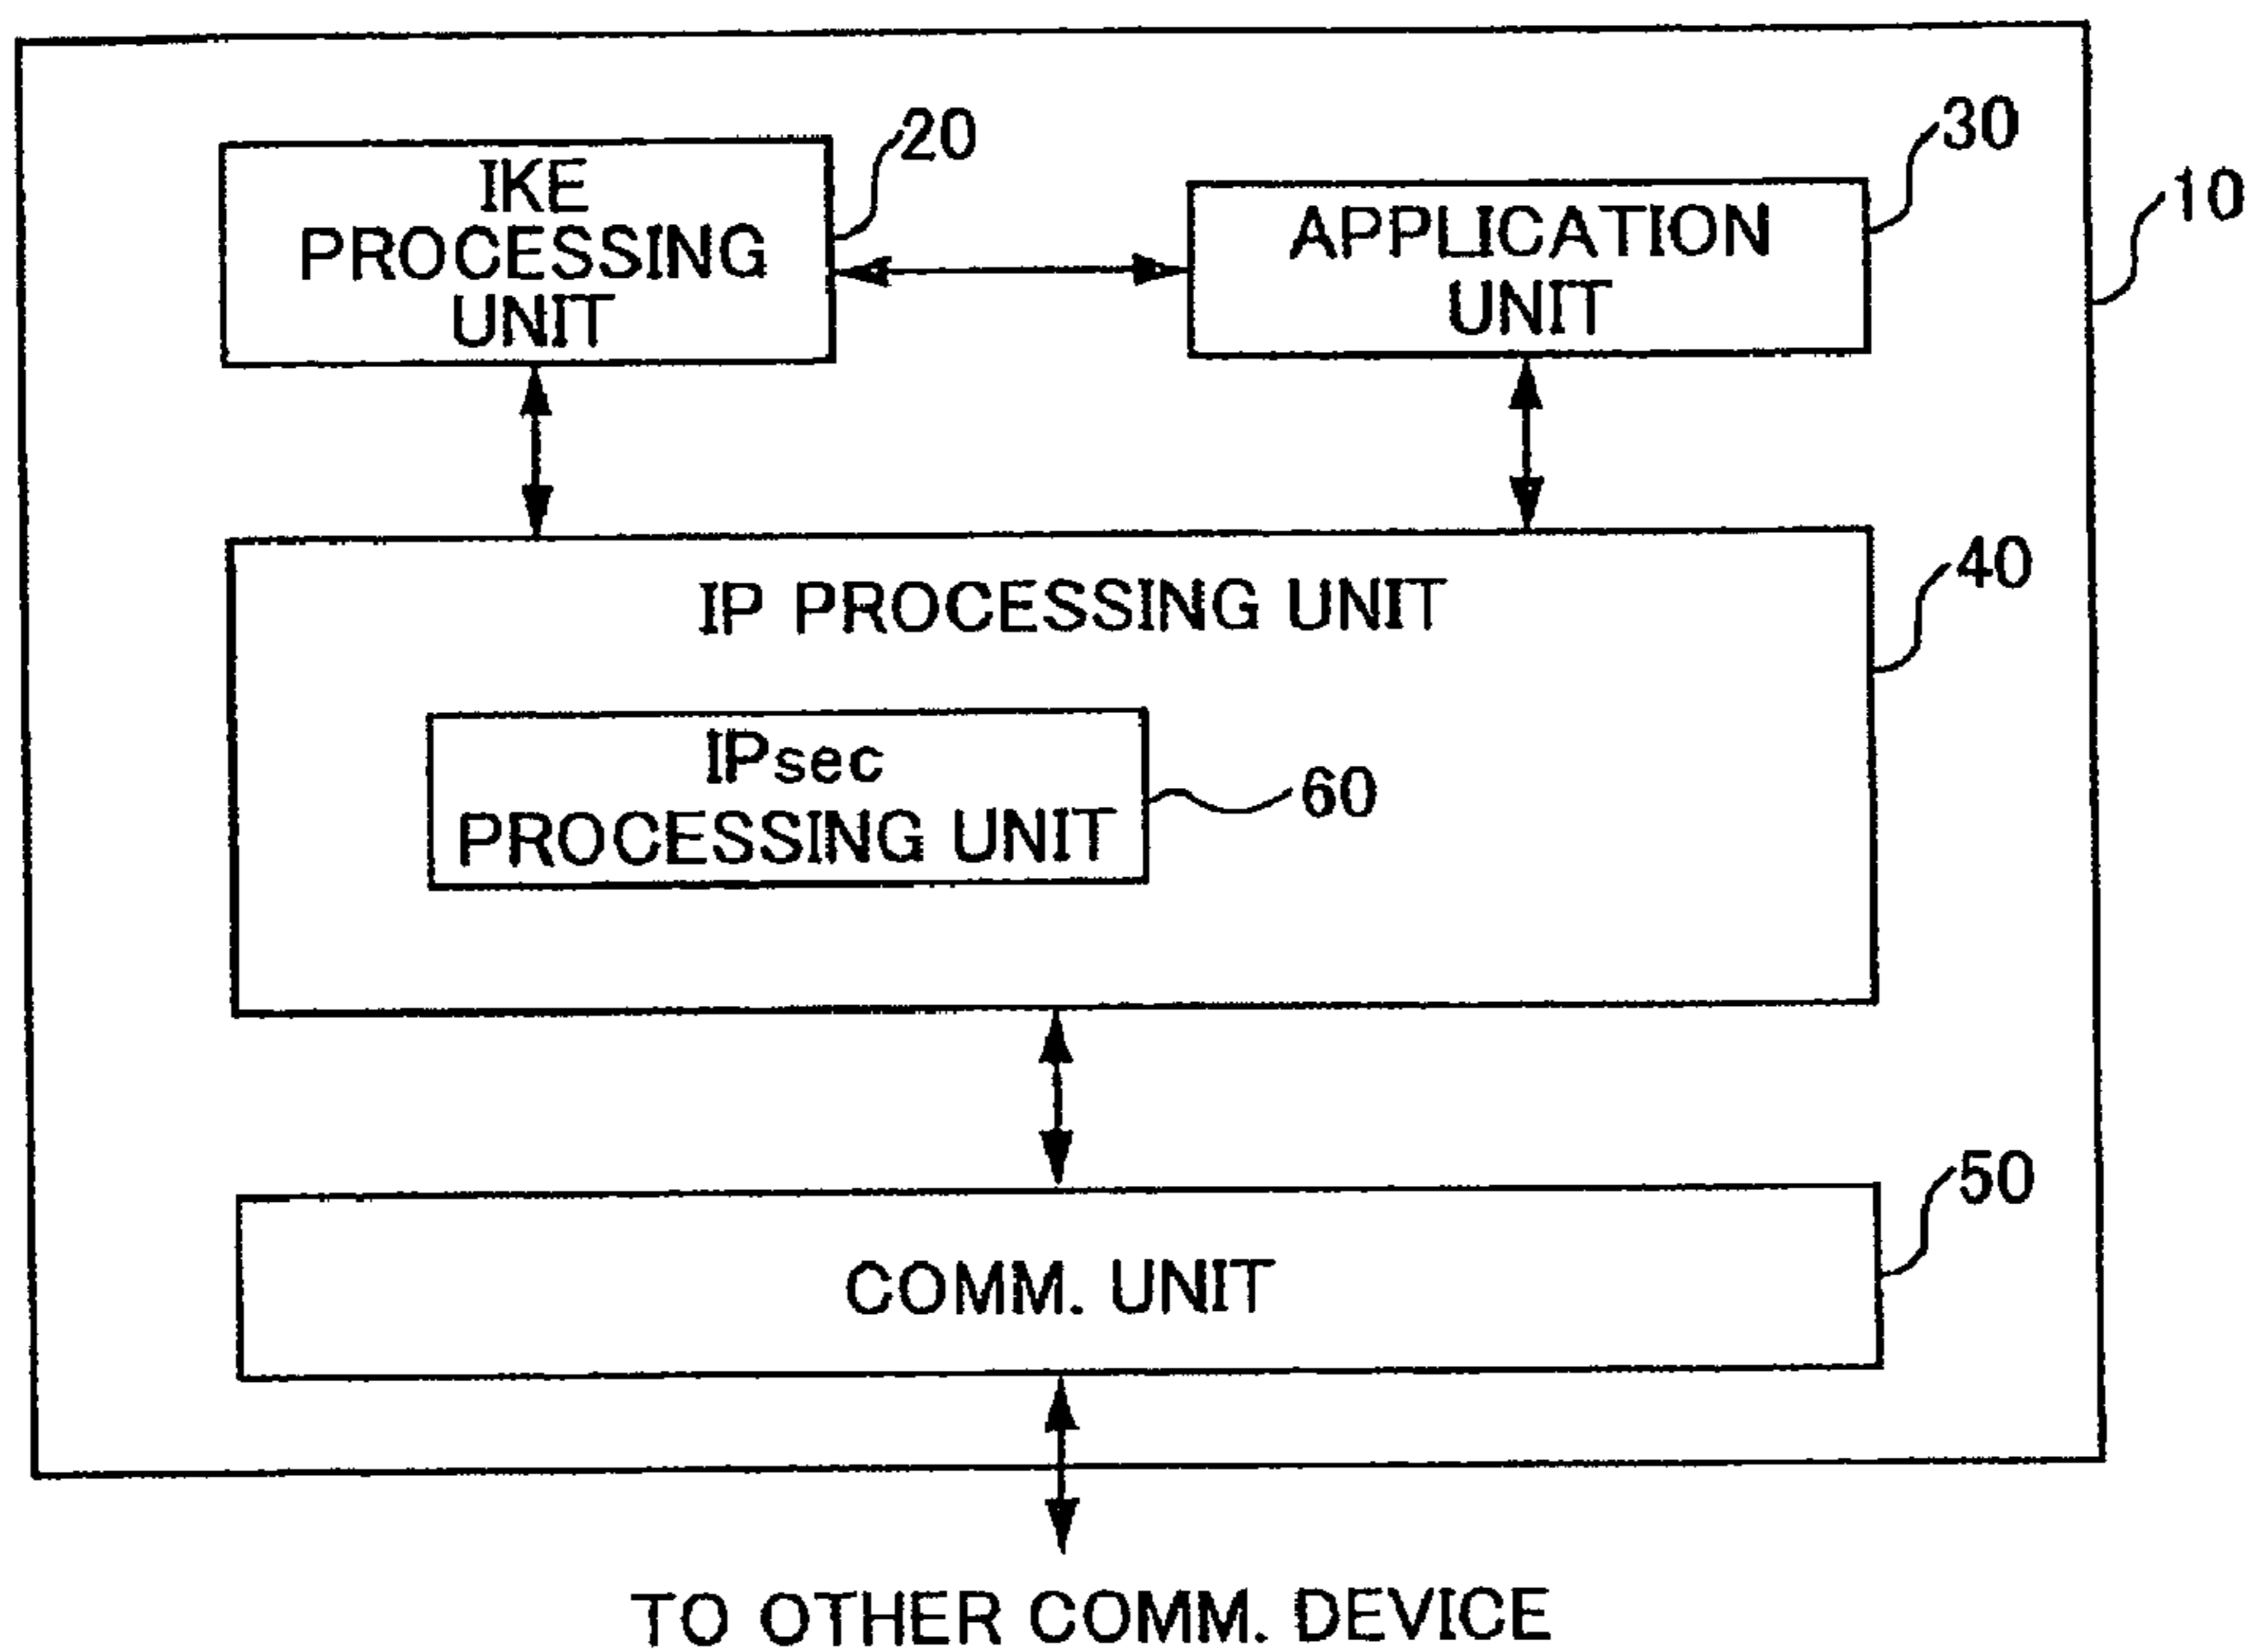 20
30
10
IKE
PROCESSING
UNIT
APPLICATION
UNIT
40
IP PROCESSING UNIT
IPsec
PROCESSING UNIT
60
50
COMM. UNIT
TO OTHER COMM. DEVICE